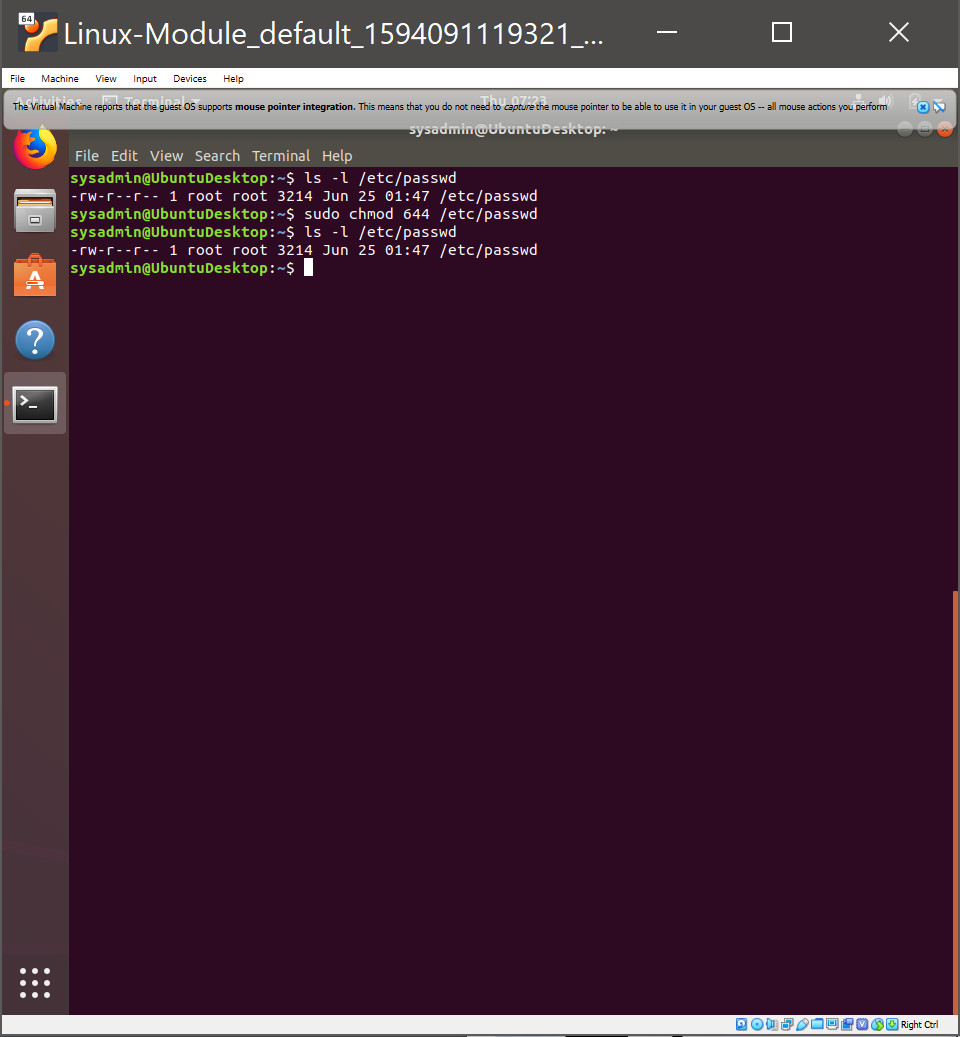 64
Linux-Module_default_1594091119321_...
File Machine View Input Devices Help
Activities Terminal Thu 07:23
The Virtual Machine reports that the guest OS supports mouse pointer integration. This means that you do not need to capture the mouse pointer to be able to use it in your guest OS -- all mouse actions you perform
sysadmin@UbuntuDesktop: ~
File Edit View Search Terminal Help
sysadmin@UbuntuDesktop:~$ ls -l /etc/passwd
-rw-r--r-- 1 root root 3214 Jun 25 01:47 /etc/passwd
sysadmin@UbuntuDesktop:~$ sudo chmod 644 /etc/passwd
sysadmin@UbuntuDesktop:~$ ls -l /etc/passwd
-rw-r--r-- 1 root root 3214 Jun 25 01:47 /etc/passwd
sysadmin@UbuntuDesktop:~$
Right Ctrl